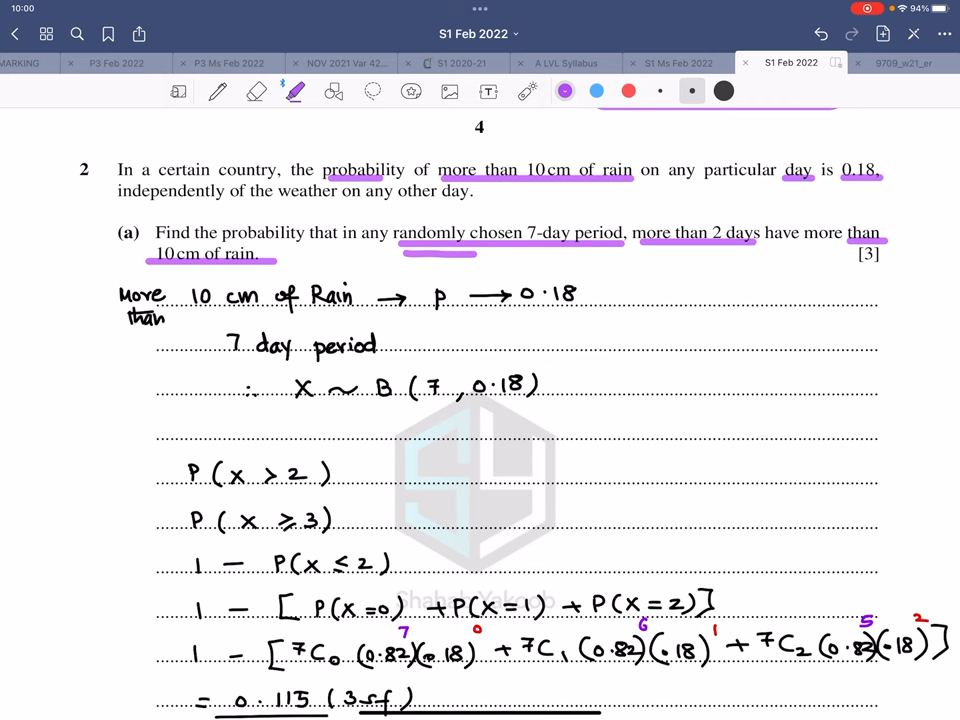 10:00
94%
S1 Feb 2022
MARKING
P3 Feb 2022
P3 Ms Feb 2022
NOV 2021 Var 42...
S1 2020-21
A LVL Syllabus
S1 Ms Feb 2022
S1 Feb 2022
9709_w21_er
4
2 In a certain country, the probability of more than 10 cm of rain on any particular day is 0.18,
independently of the weather on any other day.
(a) Find the probability that in any randomly chosen 7-day period, more than 2 days have more than
10 cm of rain. [3]
More than 10 cm of Rain → p → 0.18
7 day period
∴ X ~ B (7, 0.18)
P (x > 2)
P (x ≥ 3)
1 - P(x ≤ 2)
Shahab Yakoob
1 - [P(x=0) + P(x=1) + P(x=2)]
1 - [⁷C₀ (0.82)⁷(.18)⁰ + ⁷C₁ (0.82)⁶(.18)¹ + ⁷C₂ (0.82)⁵(.18)²]
= 0.115 (3sf)